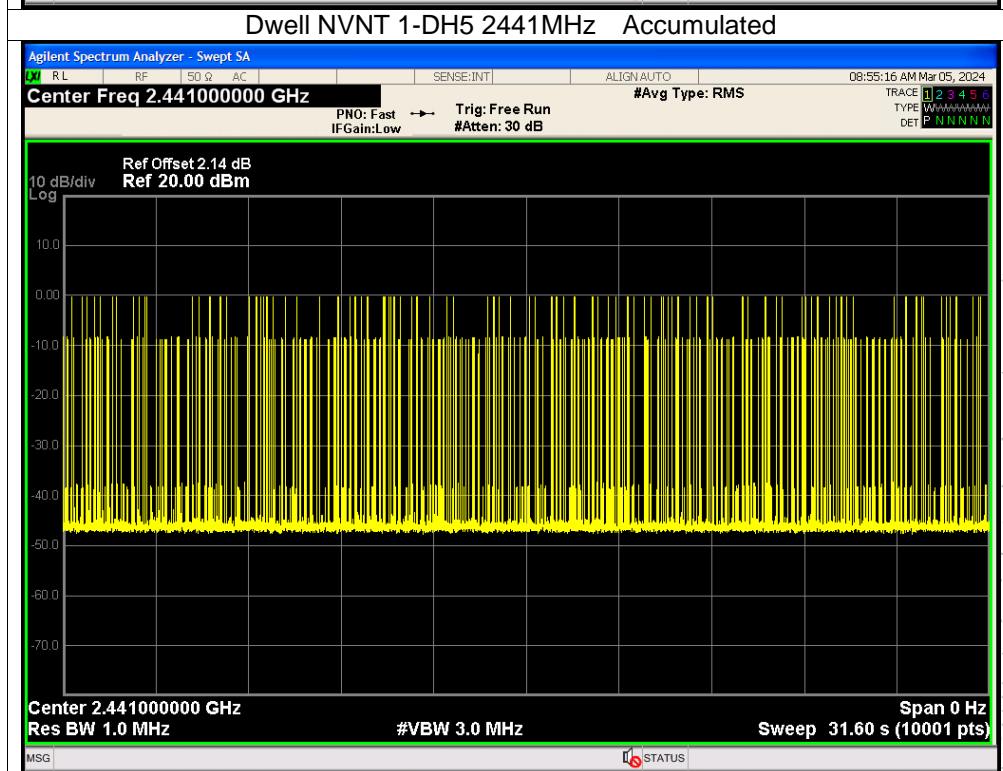 Dwell NVNT 1-DH5 2441MHz Accumulated
Agilent Spectrum Analyzer - Swept SA
LXI RL RF 50 Ω AC SENSE:INT ALIGN AUTO 08:55:16 AM Mar 05, 2024
Center Freq 2.441000000 GHz #Avg Type: RMS TRACE 1 2 3 4 5 6
PNO: Fast Trig: Free Run TYPE
IFGain:Low #Atten: 30 dB DET P N N N N N
Ref Offset 2.14 dB
10 dB/div Ref 20.00 dBm
Log
10.0
0.00
-10.0
-20.0
-30.0
-40.0
-50.0
-60.0
-70.0
Center 2.441000000 GHz Span 0 Hz
Res BW 1.0 MHz #VBW 3.0 MHz Sweep 31.60 s (10001 pts)
MSG STATUS